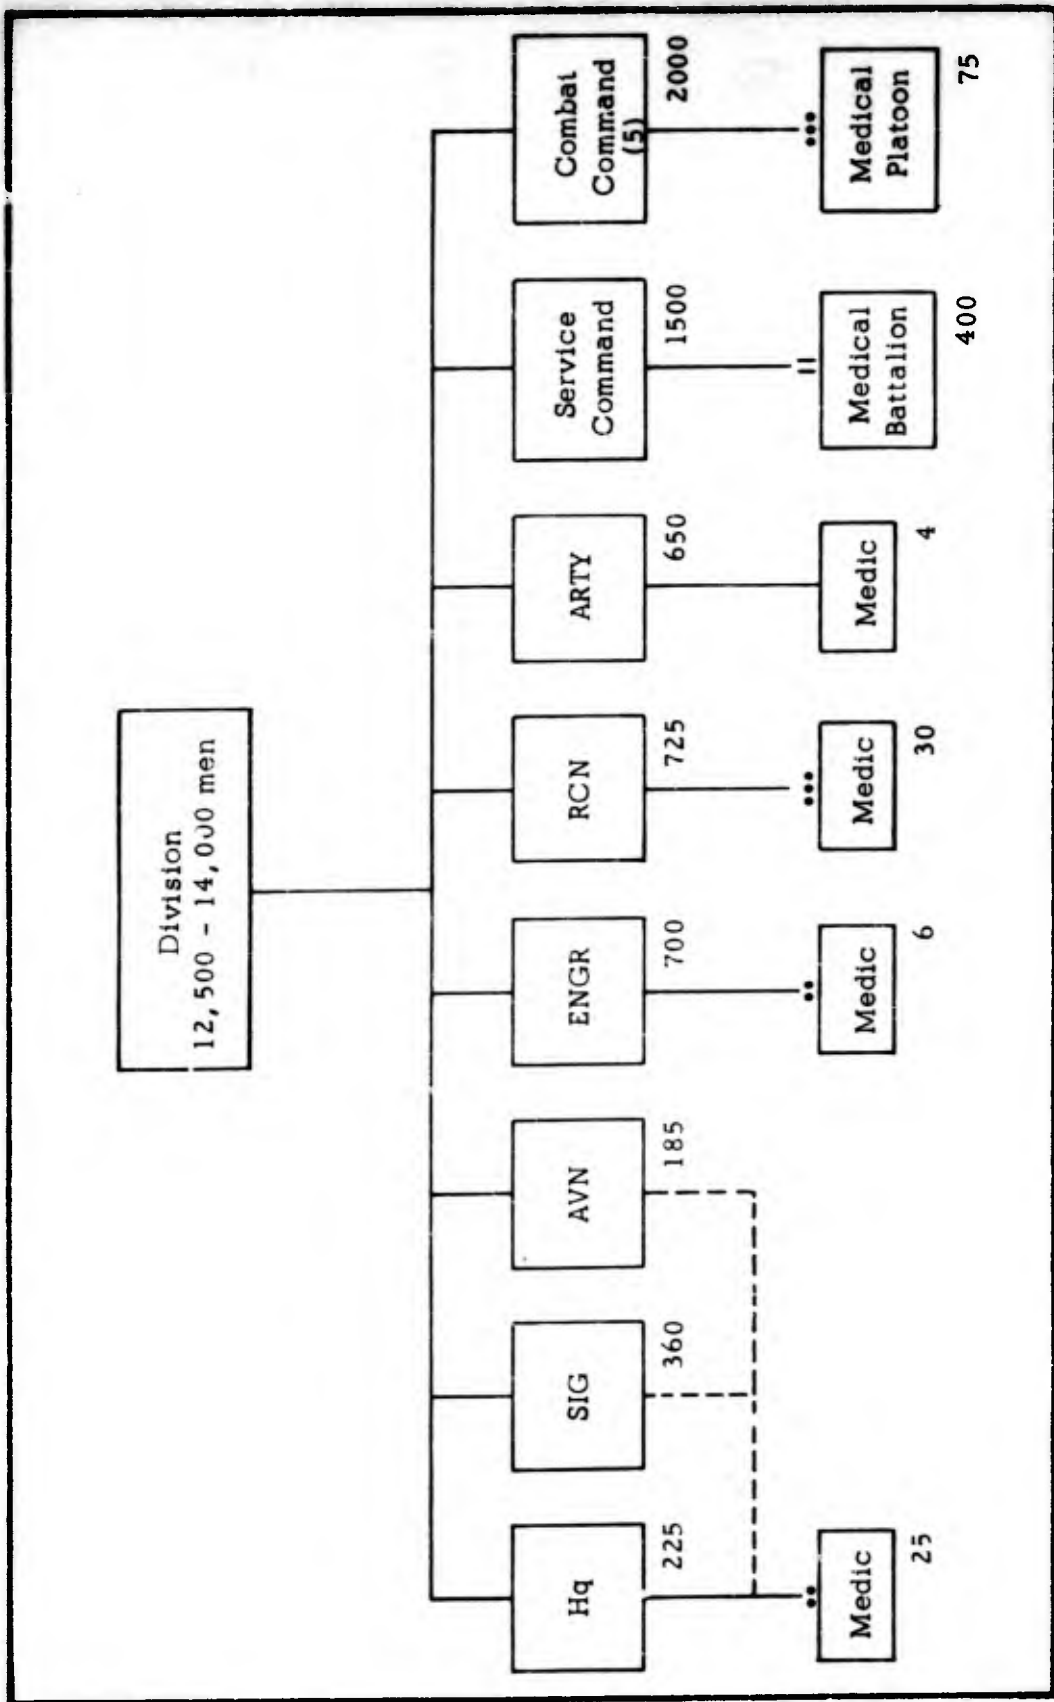 Division
12,500 - 14,000 men
Hq
225
SIG
360
AVN
185
ENGR
700
RCN
725
ARTY
650
Service
Command
1500
Combat
Command
(5)
2000
Medic
25
Medic
6
Medic
30
Medic
4
Medical
Battalion
400
Medical
Platoon
75